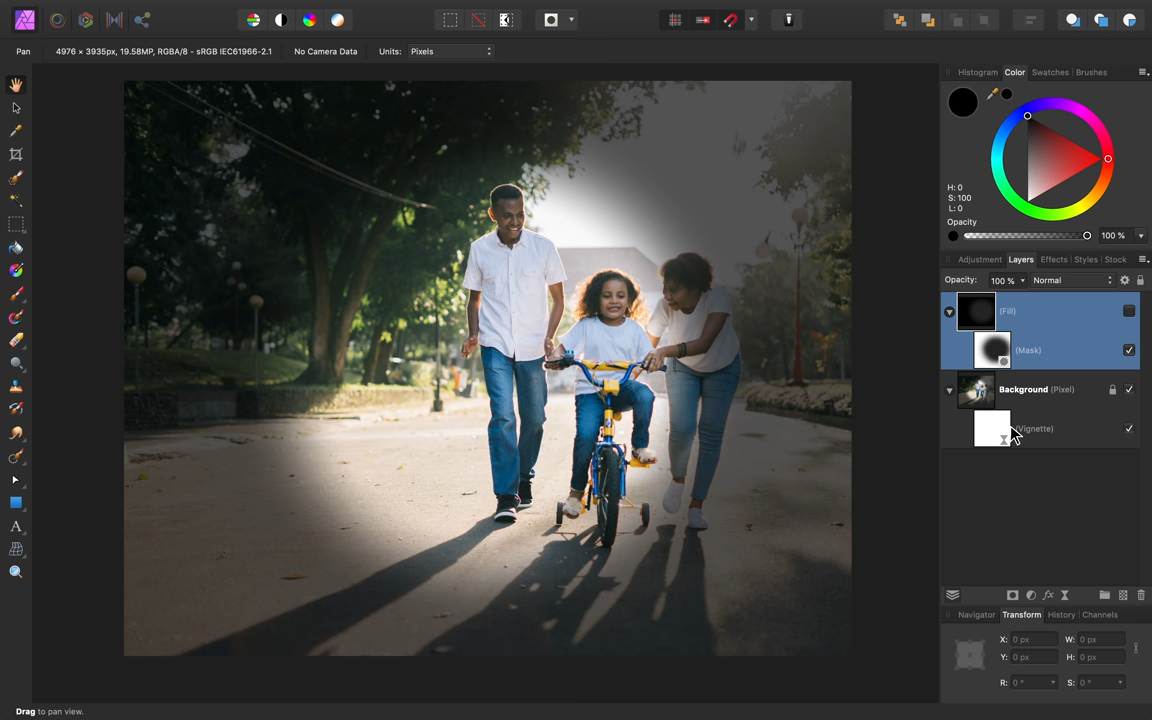 Pan
4976 × 3935px, 19.58MP, RGBA/8 - sRGB IEC61966-2.1
No Camera Data
Units:
Pixels
Histogram
Color
Swatches
Brushes
H: 0
S: 100
L: 0
Opacity
100 %
Adjustment
Layers
Effects
Styles
Stock
Opacity:
100 %
Normal
(Fill)
(Mask)
Background (Pixel)
(Vignette)
Navigator
Transform
History
Channels
X: 0 px
W: 0 px
Y: 0 px
H: 0 px
R: 0 °
S: 0 °
Drag to pan view.